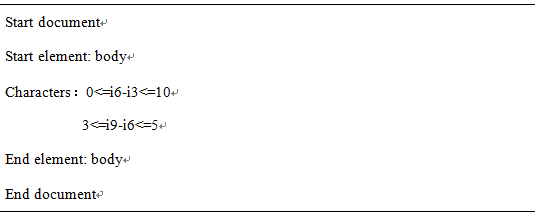 Start document
Start element: body
Characters：0<=i6-i3<=10
3<=i9-i6<=5
End element: body
End document